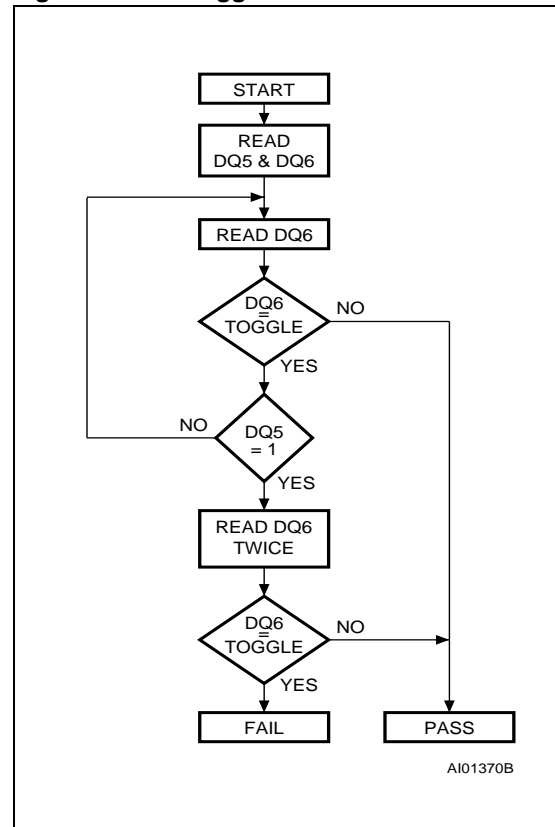 START
READ
DQ5 & DQ6
READ DQ6
DQ6
=
TOGGLE
NO
YES
NO
DQ5
= 1
YES
READ DQ6
TWICE
DQ6
=
TOGGLE
NO
YES
FAIL
PASS
AI01370B